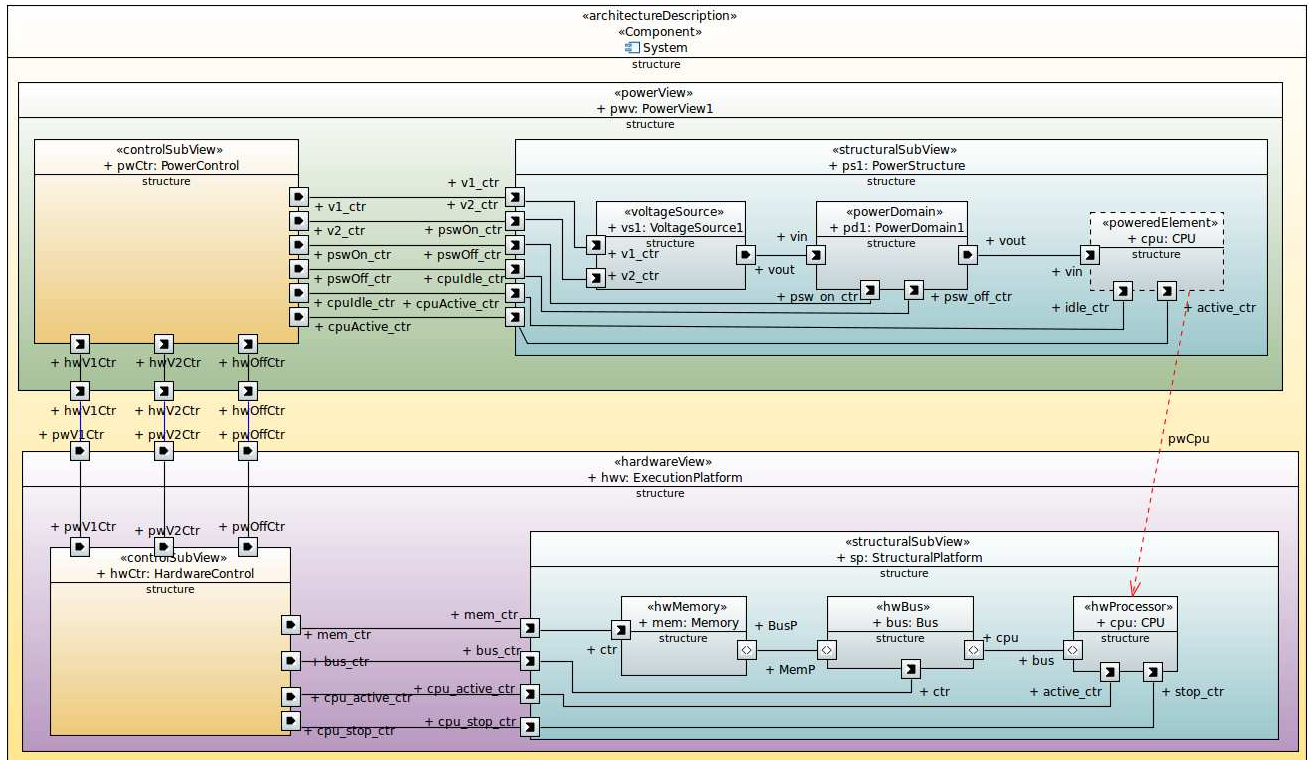 «architectureDescription»
«Component»
System
structure
«powerView»
+ pwv: PowerView1
structure
«controlSubView»
+ pwCtr: PowerControl
structure
«structuralSubView»
+ ps1: PowerStructure
structure
+ v1_ctr
+ v1_ctr
+ v2_ctr
+ v2_ctr
+ pswOn_ctr
+ pswOn_ctr
+ pswOff_ctr
+ pswOff_ctr
+ cpuIdle_ctr
+ cpuIdle_ctr
+ cpuActive_ctr
+ cpuActive_ctr
«voltageSource»
+ vs1: VoltageSource1
structure
+ v1_ctr
+ v2_ctr
+ vout
+ vin
«powerDomain»
+ pd1: PowerDomain1
structure
+ psw_on_ctr
+ psw_off_ctr
+ vout
+ vin
«poweredElement»
+ cpu: CPU
structure
+ idle_ctr
+ active_ctr
+ hwV1Ctr
+ hwV2Ctr
+ hwOffCtr
+ hwV1Ctr
+ hwV2Ctr
+ hwOffCtr
+ pwV1Ctr
+ pwV2Ctr
+ pwOffCtr
pwCpu
«hardwareView»
+ hwv: ExecutionPlatform
structure
+ pwV1Ctr
+ pwV2Ctr
+ pwOffCtr
«controlSubView»
+ hwCtr: HardwareControl
structure
«structuralSubView»
+ sp: StructuralPlatform
structure
+ mem_ctr
+ mem_ctr
+ bus_ctr
+ bus_ctr
+ cpu_active_ctr
+ cpu_active_ctr
+ cpu_stop_ctr
+ cpu_stop_ctr
«hwMemory»
+ mem: Memory
structure
+ ctr
+ BusP
+ MemP
«hwBus»
+ bus: Bus
structure
+ ctr
+ cpu
+ bus
«hwProcessor»
+ cpu: CPU
structure
+ active_ctr
+ stop_ctr